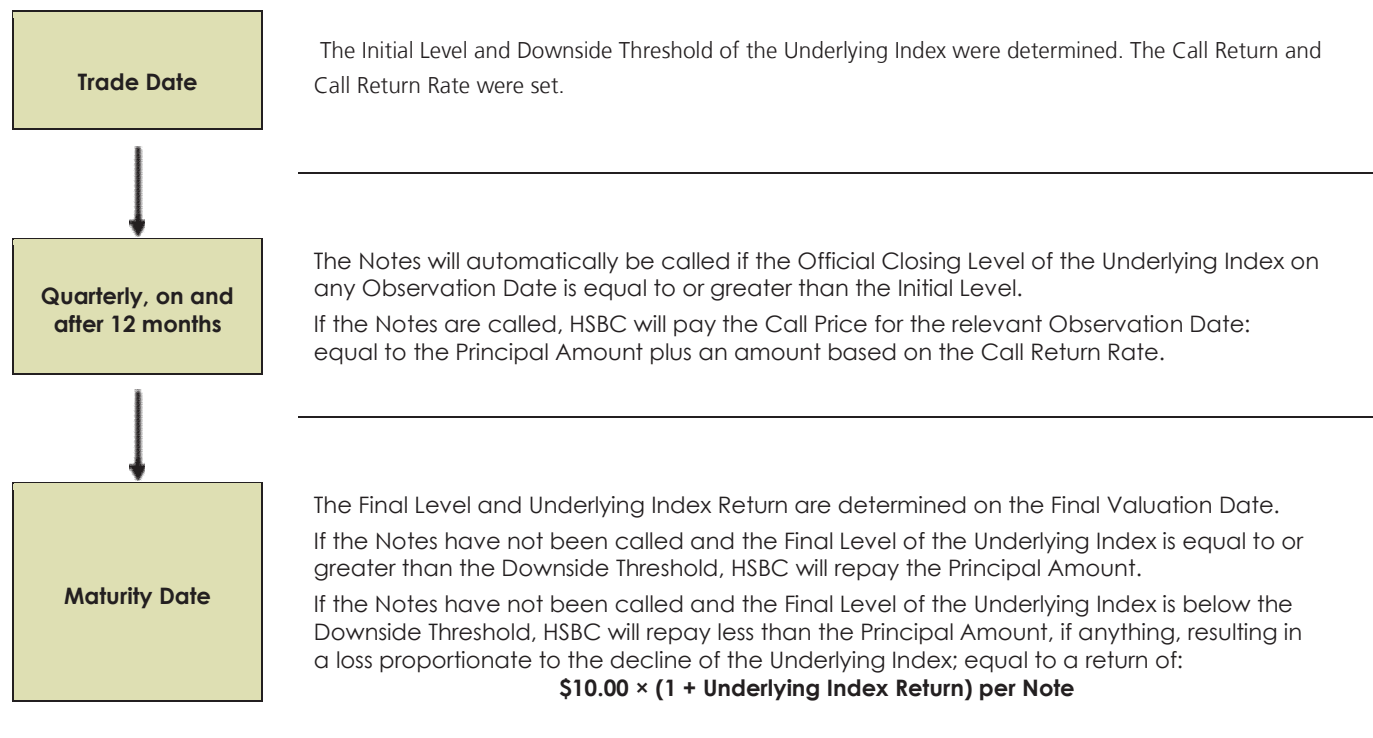 Trade Date
The Initial Level and Downside Threshold of the Underlying Index were determined. The Call Return and
Call Return Rate were set.
Quarterly, on and
after 12 months
The Notes will automatically be called if the Official Closing Level of the Underlying Index on
any Observation Date is equal to or greater than the Initial Level.
If the Notes are called, HSBC will pay the Call Price for the relevant Observation Date:
equal to the Principal Amount plus an amount based on the Call Return Rate.
Maturity Date
The Final Level and Underlying Index Return are determined on the Final Valuation Date.
If the Notes have not been called and the Final Level of the Underlying Index is equal to or
greater than the Downside Threshold, HSBC will repay the Principal Amount.
If the Notes have not been called and the Final Level of the Underlying Index is below the
Downside Threshold, HSBC will repay less than the Principal Amount, if anything, resulting in
a loss proportionate to the decline of the Underlying Index; equal to a return of:
$10.00 × (1 + Underlying Index Return) per Note